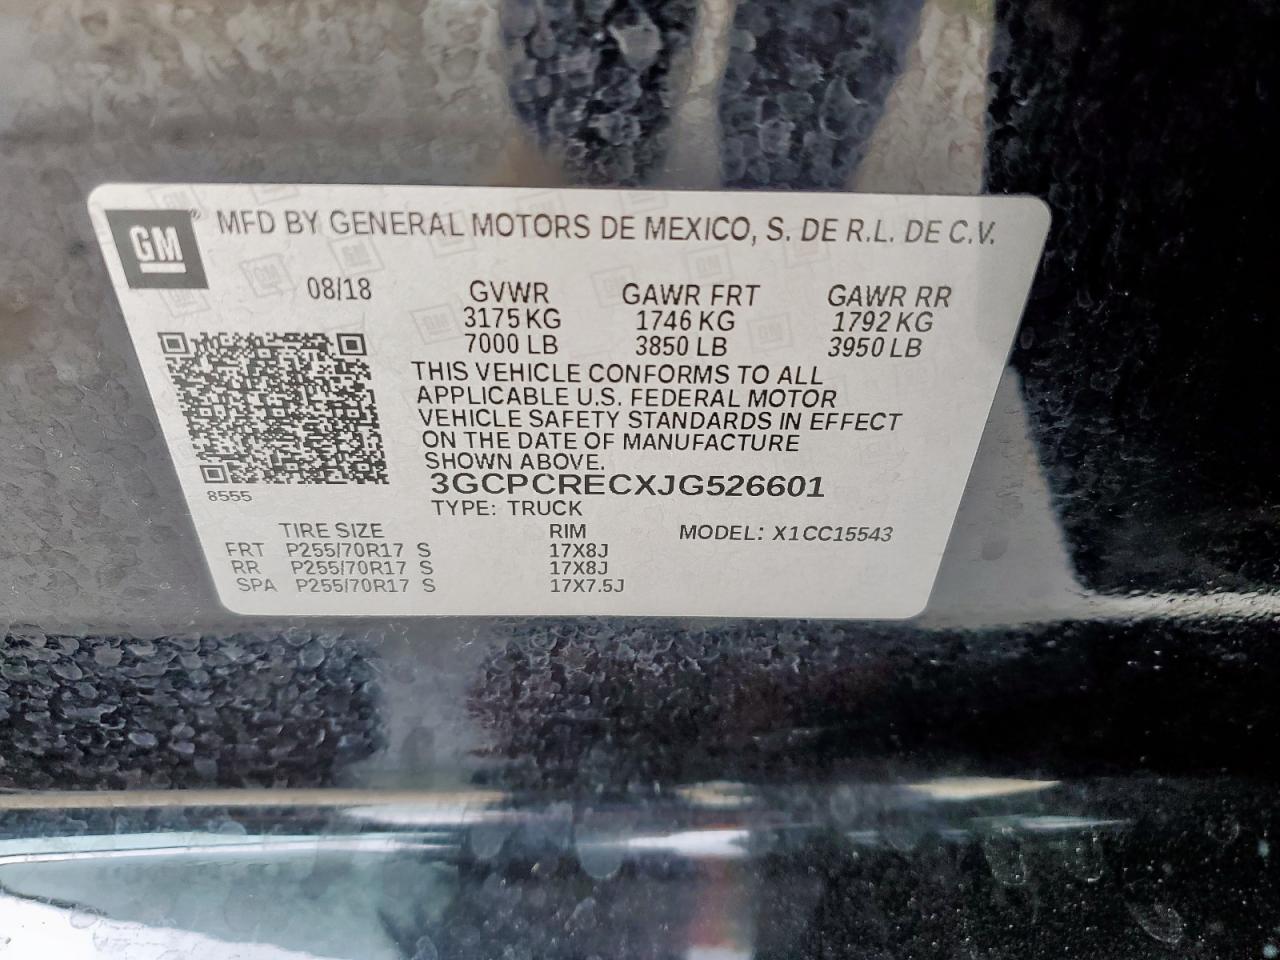 GM® MFD BY GENERAL MOTORS DE MEXICO, S. DE R.L. DE C.V.
08/18 GVWR GAWR FRT GAWR RR
3175 KG 1746 KG 1792 KG
7000 LB 3850 LB 3950 LB
THIS VEHICLE CONFORMS TO ALL
APPLICABLE U.S. FEDERAL MOTOR
VEHICLE SAFETY STANDARDS IN EFFECT
ON THE DATE OF MANUFACTURE
SHOWN ABOVE.
3GCPCRECXJG526601
8555
TYPE: TRUCK
TIRE SIZE RIM MODEL: X1CC15543
FRT P255/70R17 S 17X8J
RR P255/70R17 S 17X8J
SPA P255/70R17 S 17X7.5J